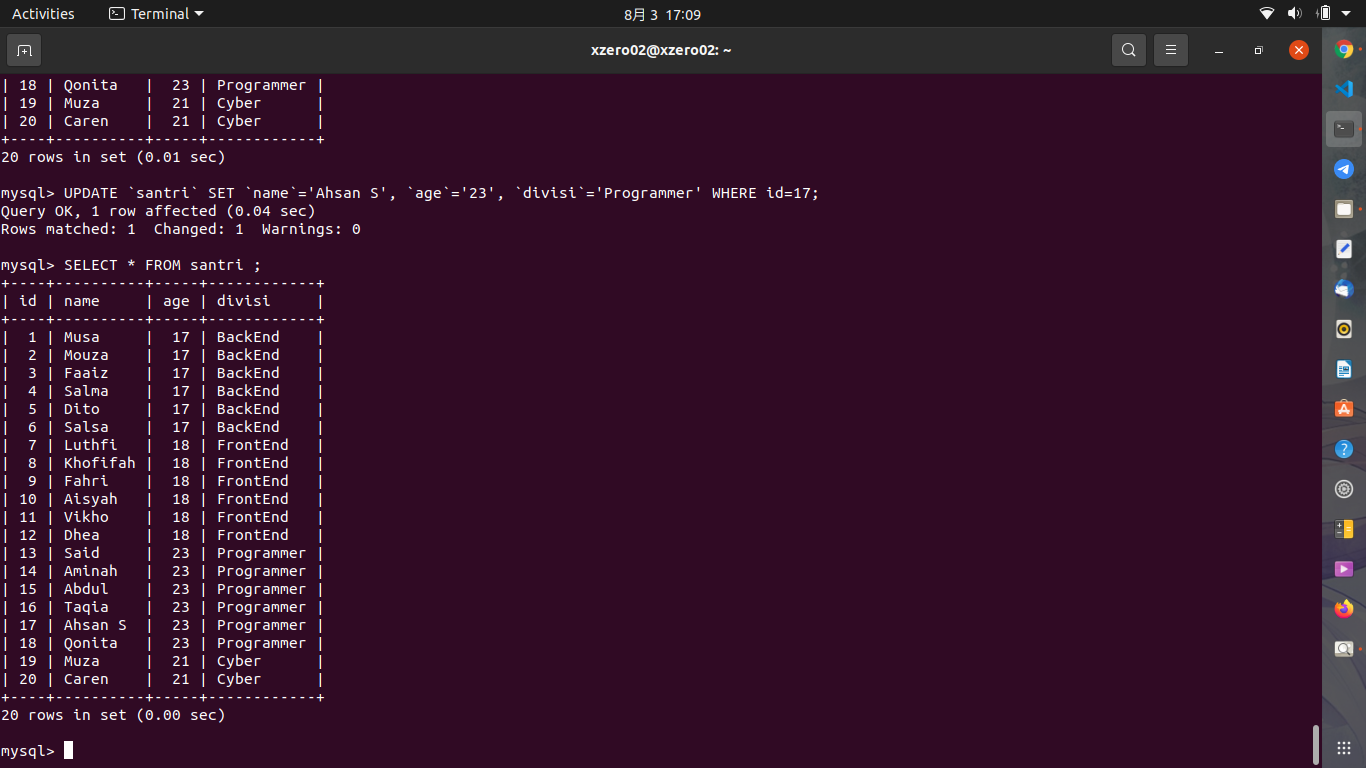 Activities Terminal 8月 3 17:09
xzero02@xzero02: ~
| 18 | Qonita   |  23 | Programmer |
| 19 | Muza     |  21 | Cyber      |
| 20 | Caren    |  21 | Cyber      |
+----+----------+-----+------------+
20 rows in set (0.01 sec)
mysql> UPDATE `santri` SET `name`='Ahsan S', `age`='23', `divisi`='Programmer' WHERE id=17;
Query OK, 1 row affected (0.04 sec)
Rows matched: 1  Changed: 1  Warnings: 0
mysql> SELECT * FROM santri ;
+----+----------+-----+------------+
| id | name     | age | divisi     |
+----+----------+-----+------------+
|  1 | Musa     |  17 | BackEnd    |
|  2 | Mouza    |  17 | BackEnd    |
|  3 | Faaiz    |  17 | BackEnd    |
|  4 | Salma    |  17 | BackEnd    |
|  5 | Dito     |  17 | BackEnd    |
|  6 | Salsa    |  17 | BackEnd    |
|  7 | Luthfi   |  18 | FrontEnd   |
|  8 | Khofifah |  18 | FrontEnd   |
|  9 | Fahri    |  18 | FrontEnd   |
| 10 | Aisyah   |  18 | FrontEnd   |
| 11 | Vikho    |  18 | FrontEnd   |
| 12 | Dhea     |  18 | FrontEnd   |
| 13 | Said     |  23 | Programmer |
| 14 | Aminah   |  23 | Programmer |
| 15 | Abdul    |  23 | Programmer |
| 16 | Taqia    |  23 | Programmer |
| 17 | Ahsan S  |  23 | Programmer |
| 18 | Qonita   |  23 | Programmer |
| 19 | Muza     |  21 | Cyber      |
| 20 | Caren    |  21 | Cyber      |
+----+----------+-----+------------+
20 rows in set (0.00 sec)
mysql>